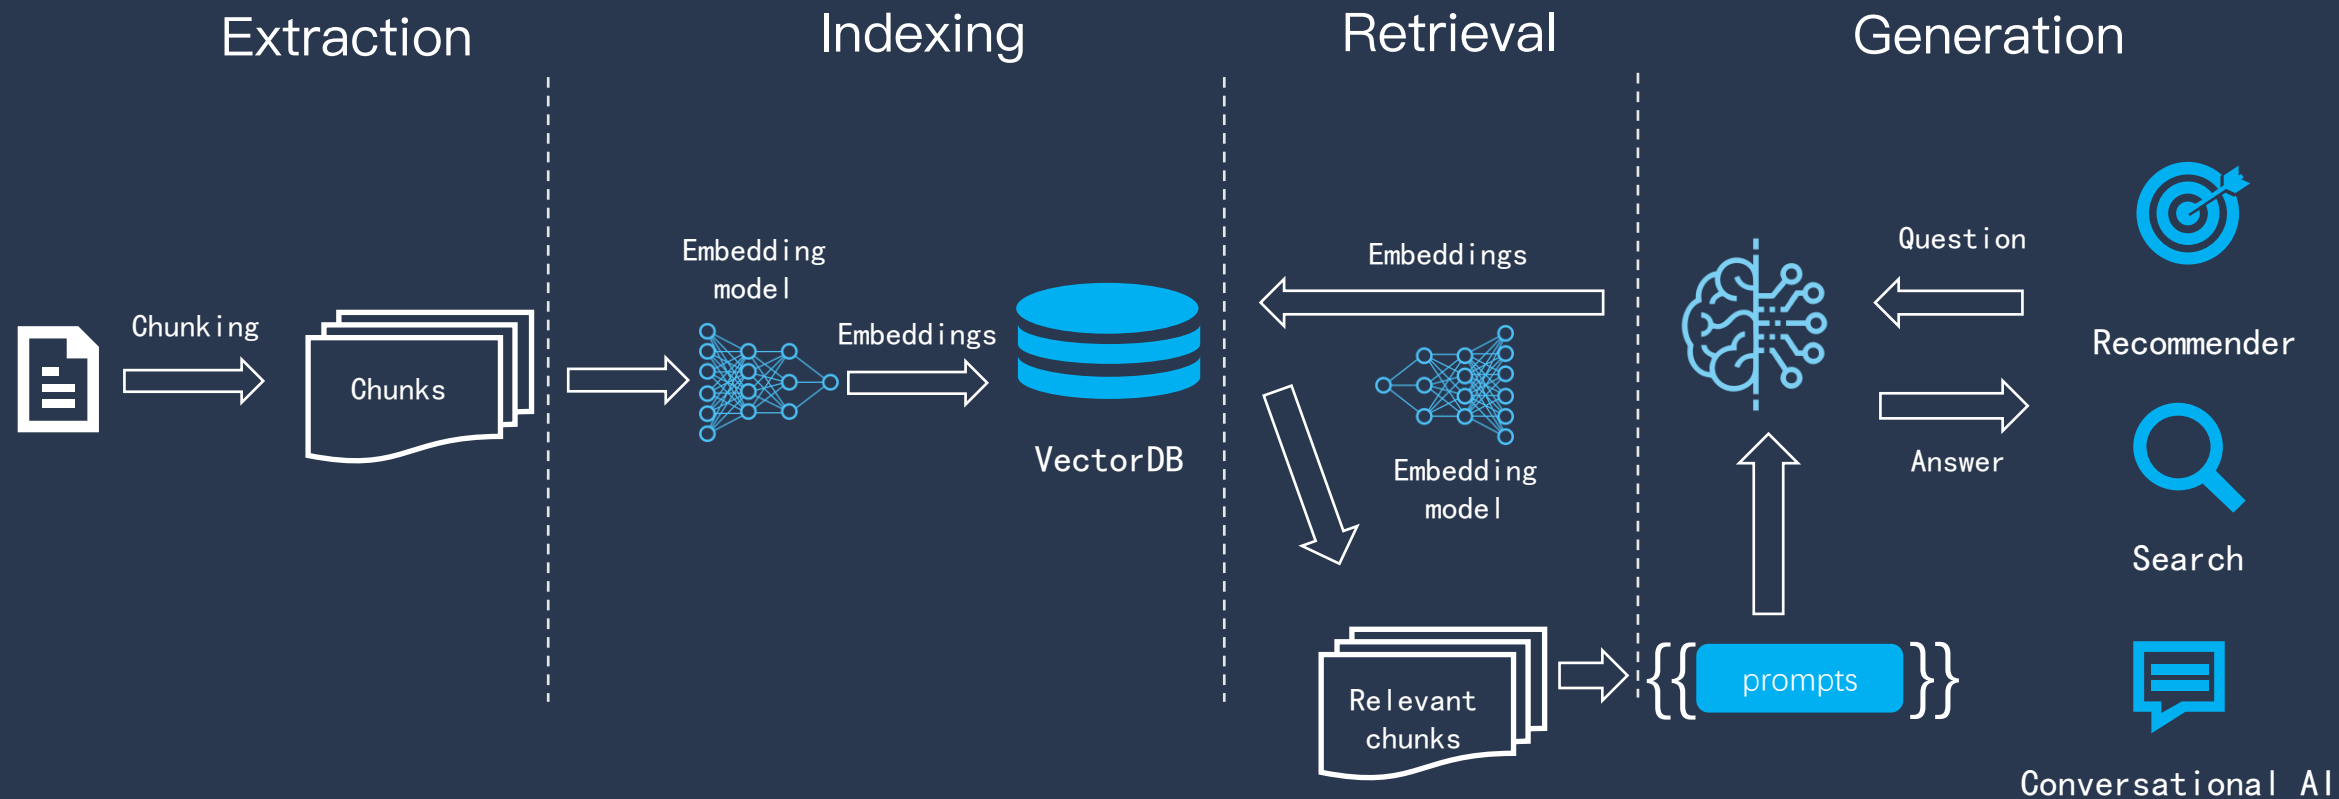 Extraction
Indexing
Retrieval
Generation
Chunking
Chunks
Embedding
model
Embeddings
VectorDB
Embeddings
Embedding
model
Relevant
chunks
{{ prompts }}
Question
Answer
Recommender
Search
Conversational AI